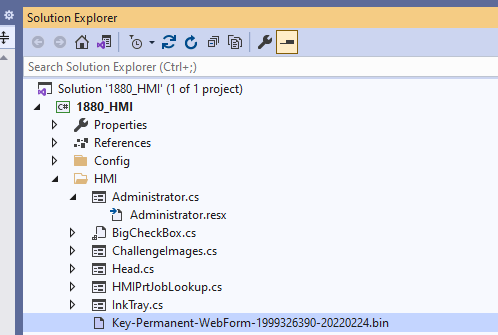 Solution Explorer
Search Solution Explorer (Ctrl+;)
Solution '1880_HMI' (1 of 1 project)
C# 1880_HMI
Properties
References
Config
HMI
Administrator.cs
Administrator.resx
BigCheckBox.cs
ChallengeImages.cs
Head.cs
HMIPrtJobLookup.cs
InkTray.cs
Key-Permanent-WebForm-1999326390-20220224.bin